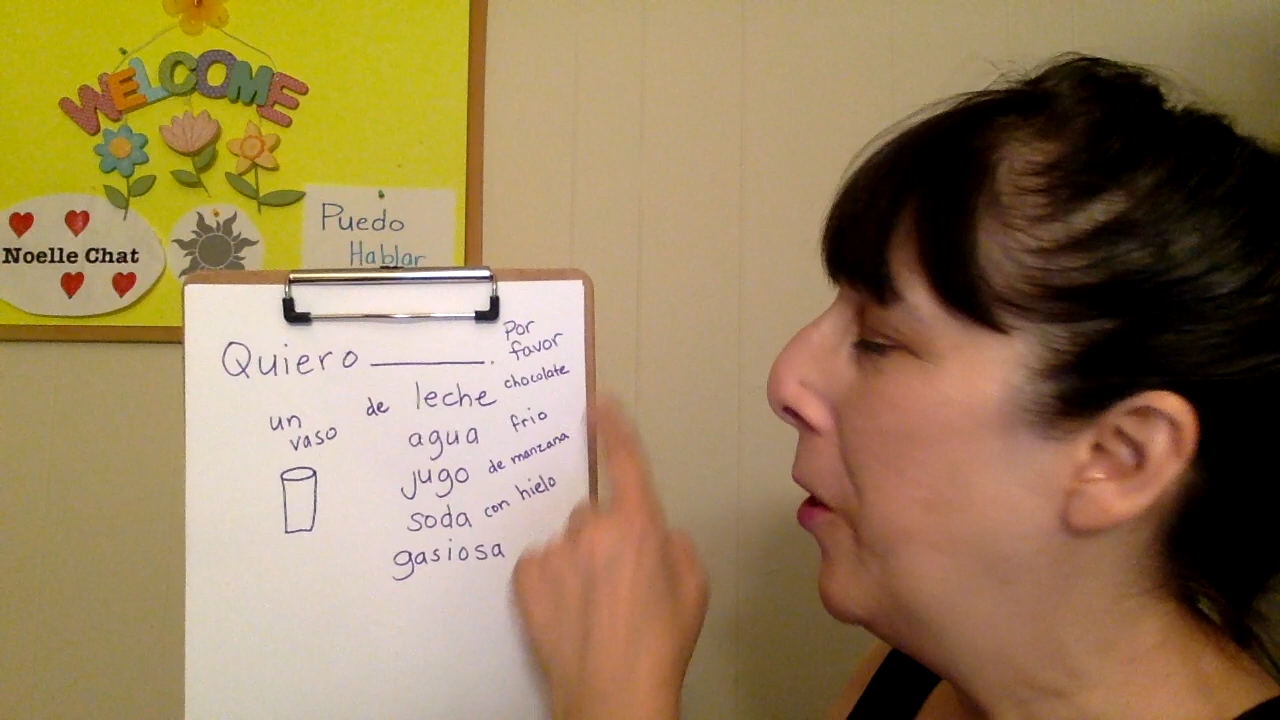 WELCOME
Noelle Chat
Puedo
Hablar
Quiero ________. Por
favor
un
vaso
de leche chocolate
agua frio
jugo de manzana
soda con hielo
gasiosa